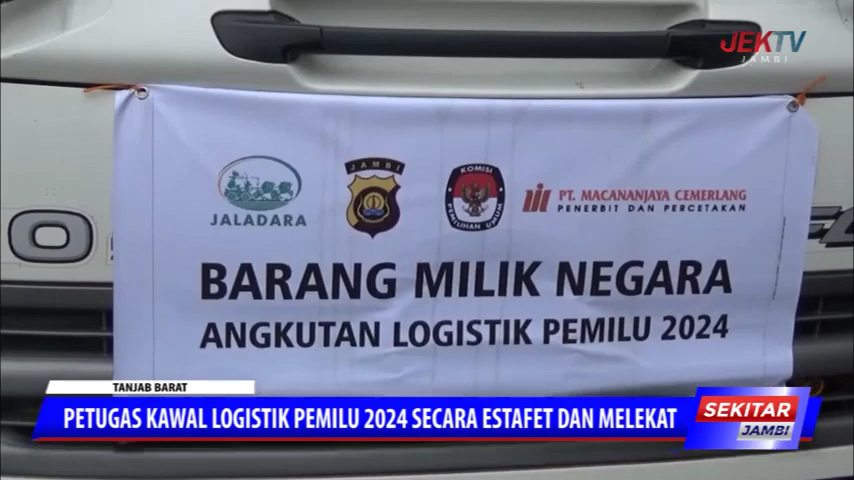 JEKTV
JAMBI
JALADARA
JAMBI
KOMISI
PEMILIHAN UMUM
PT. MACANANJAYA CEMERLANG
PENERBIT DAN PERCETAKAN
BARANG MILIK NEGARA
ANGKUTAN LOGISTIK PEMILU 2024
TANJAB BARAT
PETUGAS KAWAL LOGISTIK PEMILU 2024 SECARA ESTAFET DAN MELEKAT
SEKITAR
JAMBI